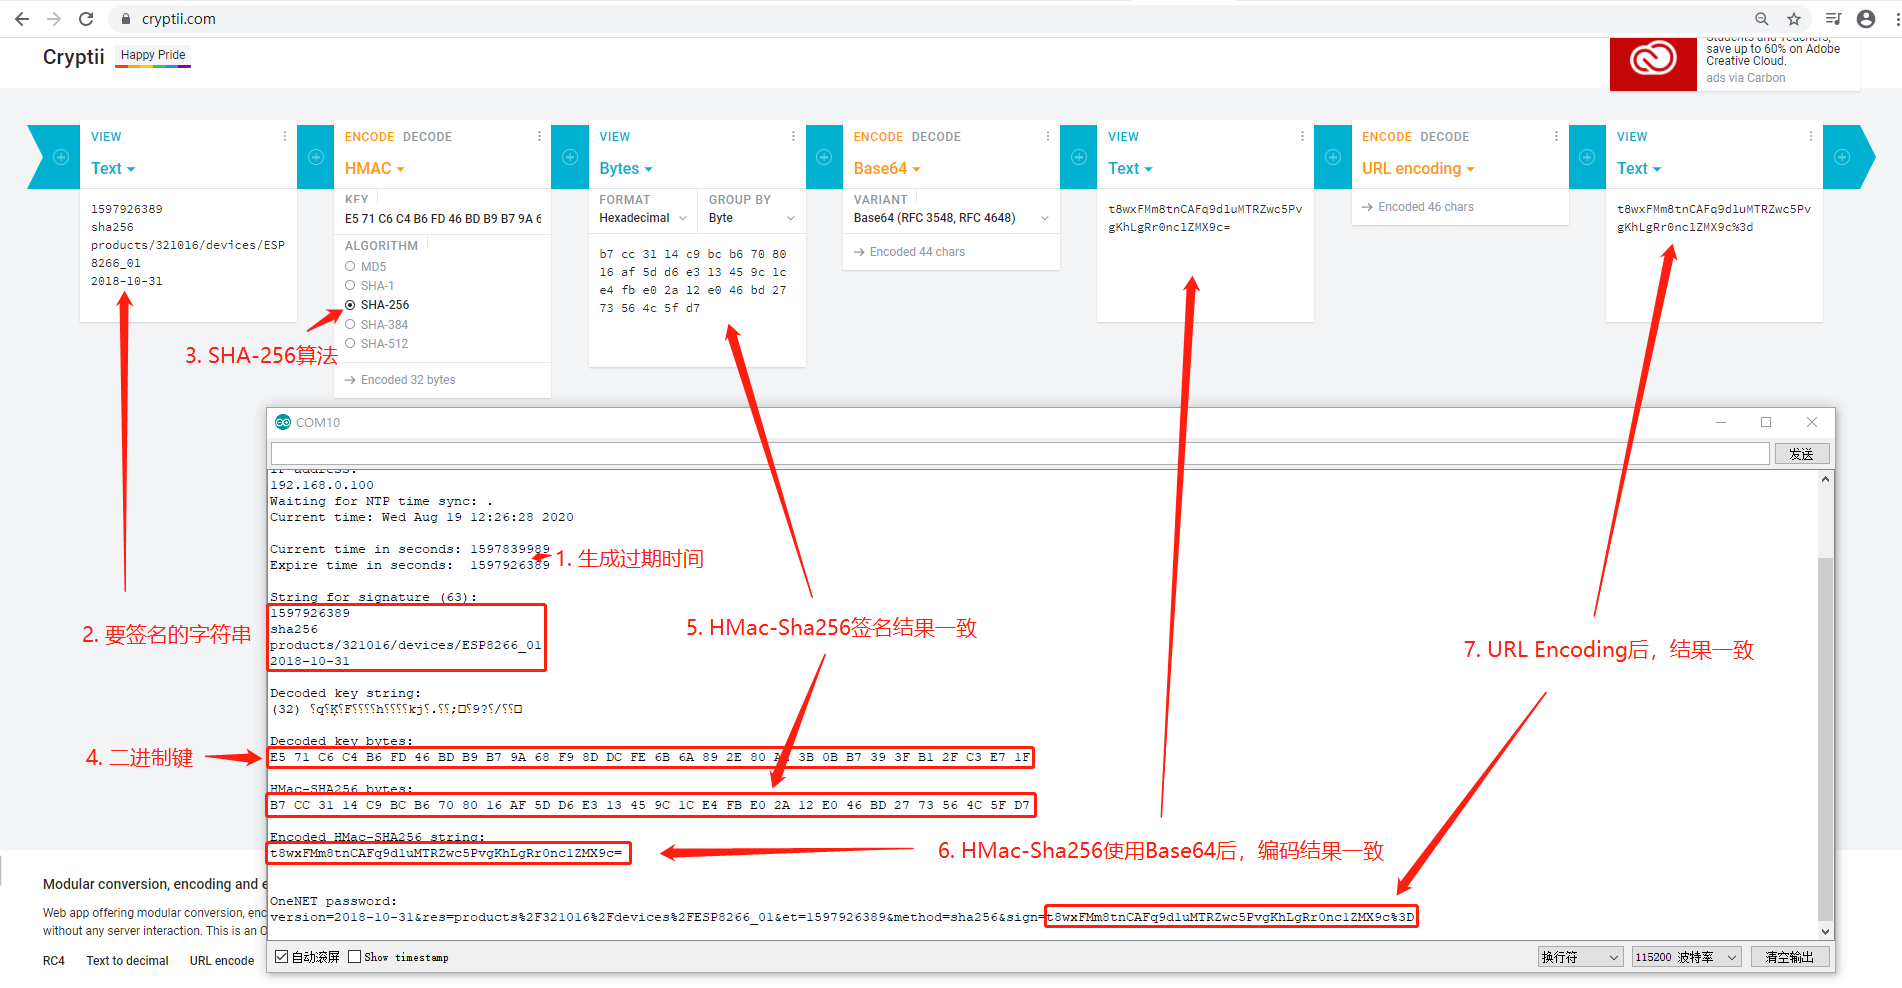 cryptii.com
Cryptii
Happy Pride
Students and Teachers,
save up to 60% on Adobe
Creative Cloud.
ads via Carbon
VIEW
Text
1597926389
sha256
products/321016/devices/ESP
8266_01
2018-10-31
ENCODE DECODE
HMAC
KEY
E5 71 C6 C4 B6 FD 46 BD B9 B7 9A 6
ALGORITHM
MD5
SHA-1
SHA-256
SHA-384
SHA-512
→ Encoded 32 bytes
VIEW
Bytes
FORMAT
Hexadecimal
GROUP BY
Byte
b7 cc 31 14 c9 bc b6 70 80
16 af 5d d6 e3 13 45 9c 1c
e4 fb e0 2a 12 e0 46 bd 27
73 56 4c 5f d7
ENCODE DECODE
Base64
VARIANT
Base64 (RFC 3548, RFC 4648)
→ Encoded 44 chars
VIEW
Text
t8wxFMm8tnCAFq9d1uMTRZwc5Pv
gKhLgRr0nc1ZMX9c=
ENCODE DECODE
URL encoding
→ Encoded 46 chars
VIEW
Text
t8wxFMm8tnCAFq9d1uMTRZwc5Pv
gKhLgRr0nc1ZMX9c%3d
3. SHA-256算法
COM10
发送
IP address:
192.168.0.100
Waiting for NTP time sync: .
Current time: Wed Aug 19 12:26:28 2020
Current time in seconds: 1597839989
Expire time in seconds:  1597926389
1. 生成过期时间
String for signature (63):
1597926389
sha256
products/321016/devices/ESP8266_01
2018-10-31
2. 要签名的字符串
5. HMac-Sha256签名结果一致
7. URL Encoding后，结果一致
Decoded key string:
Decoded key bytes:
E5 71 C6 C4 B6 FD 46 BD B9 B7 9A 68 F9 8D DC FE 6B 6A 89 2E 80 3B 0B B7 39 3F B1 2F C3 E7 1F
4. 二进制键
HMac-SHA256 bytes:
B7 CC 31 14 C9 BC B6 70 80 16 AF 5D D6 E3 13 45 9C 1C E4 FB E0 2A 12 E0 46 BD 27 73 56 4C 5F D7
Encoded HMac-SHA256 string:
t8wxFMm8tnCAFq9d1uMTRZwc5PvgKhLgRr0nc1ZMX9c=
6. HMac-Sha256使用Base64后，编码结果一致
OneNET password:
version=2018-10-31&res=products%2F321016%2Fdevices%2FESP8266_01&et=1597926389&method=sha256&sign=t8wxFMm8tnCAFq9d1uMTRZwc5PvgKhLgRr0nc1ZMX9c%3D
自动滚屏 Show timestamp
换行符
115200 波特率
清空输出
Modular conversion, encoding and e
Web app offering modular conversion, enc
without any server interaction. This is an O
RC4 Text to decimal URL encode